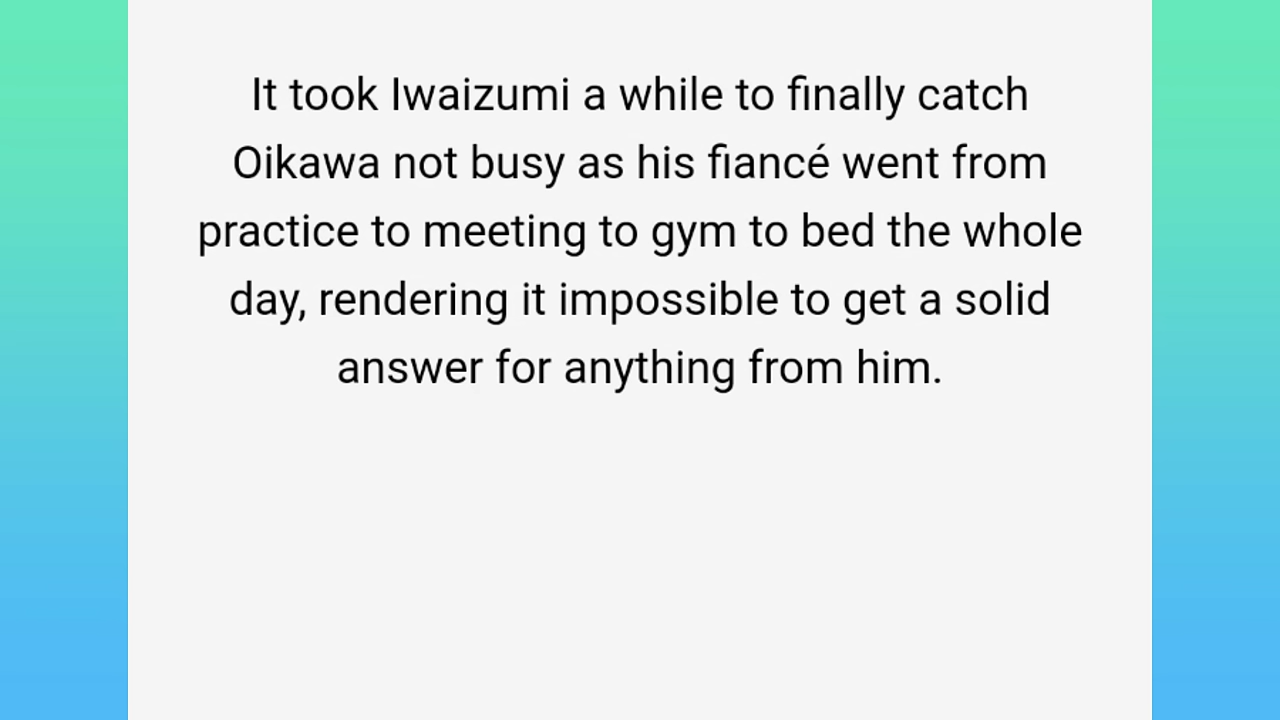 It took Iwaizumi a while to finally catch
Oikawa not busy as his fiancé went from
practice to meeting to gym to bed the whole
day, rendering it impossible to get a solid
answer for anything from him.